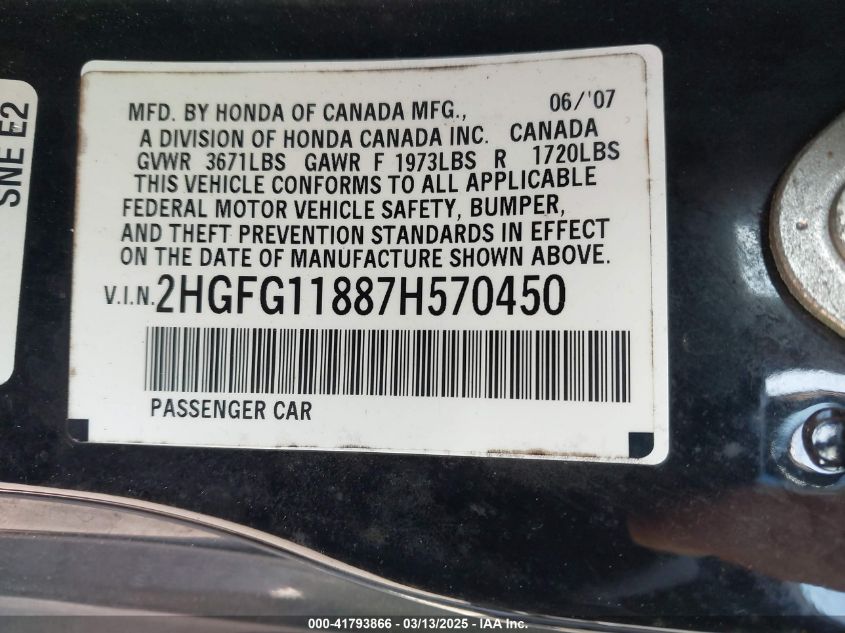 SNE E2
MFD. BY HONDA OF CANADA MFG., 06/'07
A DIVISION OF HONDA CANADA INC. CANADA
GVWR 3671LBS GAWR F 1973LBS R 1720LBS
THIS VEHICLE CONFORMS TO ALL APPLICABLE
FEDERAL MOTOR VEHICLE SAFETY, BUMPER,
AND THEFT PREVENTION STANDARDS IN EFFECT
ON THE DATE OF MANUFACTURE SHOWN ABOVE.
V.I.N. 2HGFG11887H570450
PASSENGER CAR
000-41793866 - 03/13/2025 - IAA Inc.